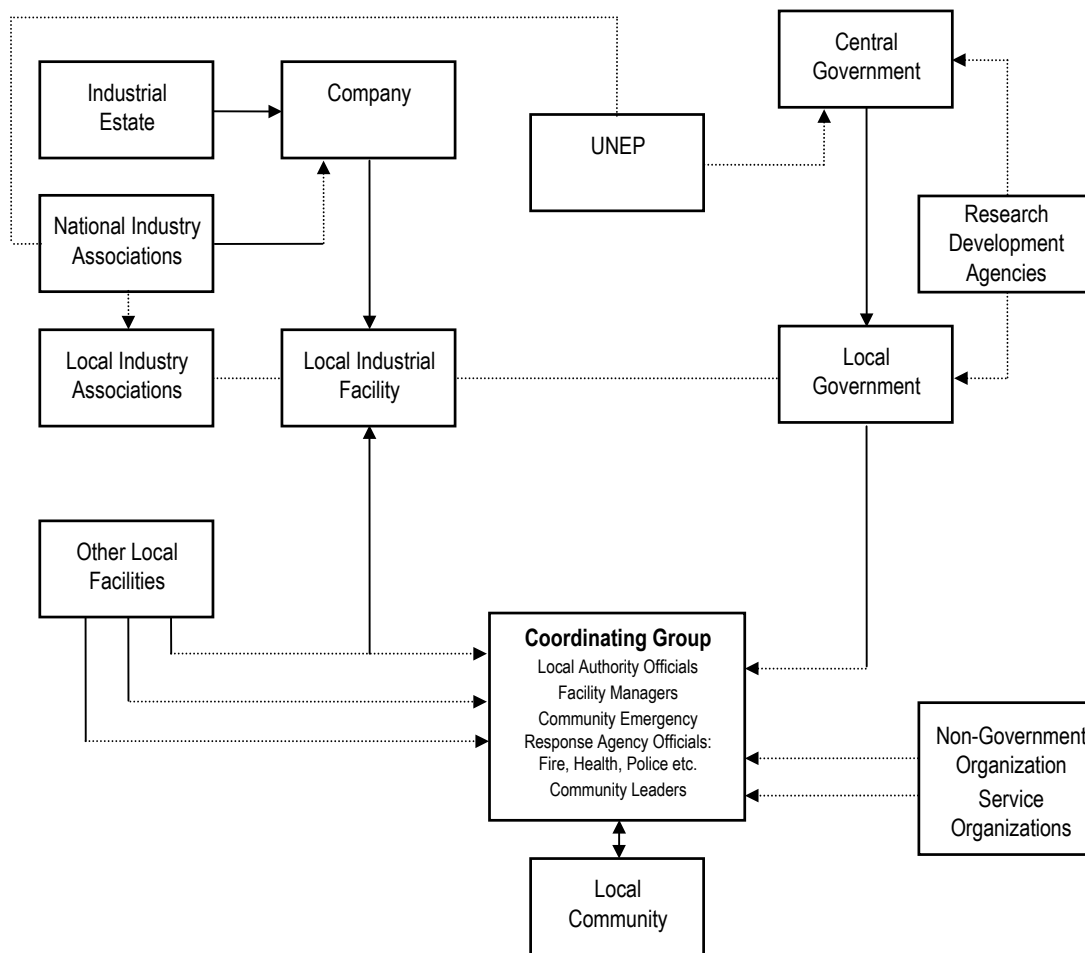 Central
Government
Industrial
Estate
Company
UNEP
National Industry
Associations
Research
Development
Agencies
Local Industry
Associations
Local Industrial
Facility
Local
Government
Other Local
Facilities
Coordinating Group
Local Authority Officials
Facility Managers
Community Emergency
Response Agency Officials:
Fire, Health, Police etc.
Community Leaders
Non-Government
Organization
Service
Organizations
Local
Community